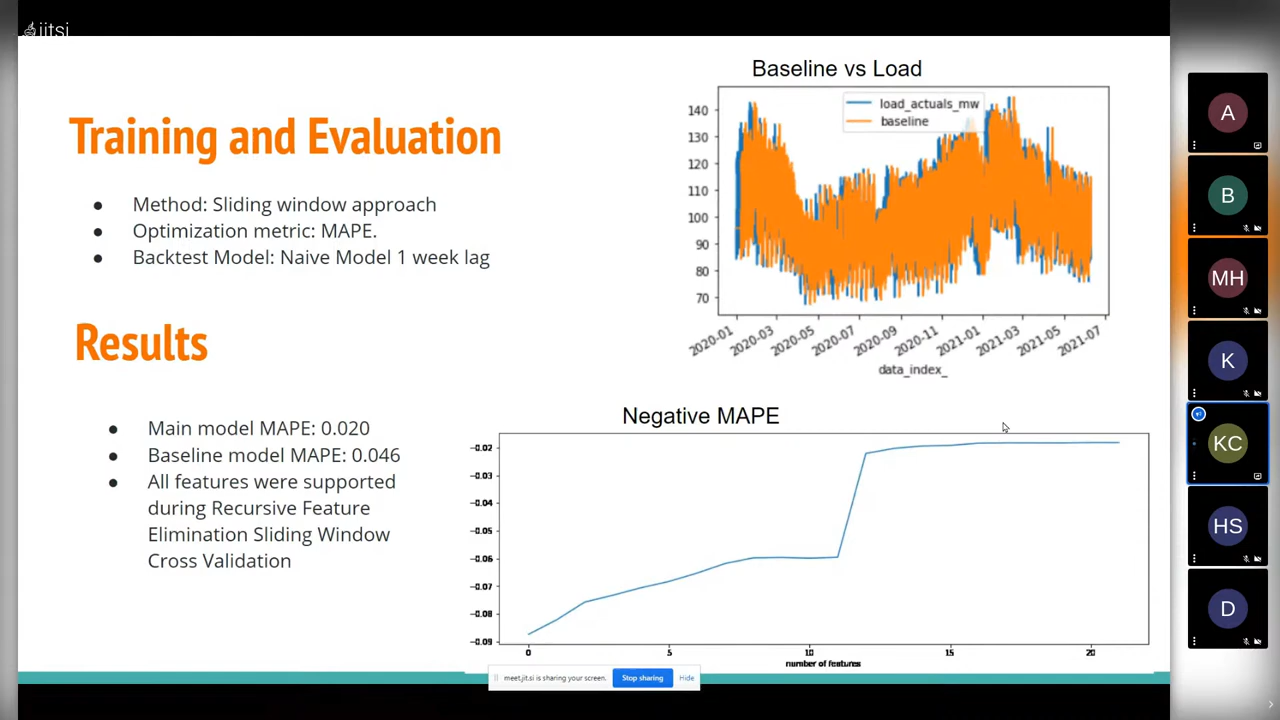 jitsi
Training and Evaluation
● Method: Sliding window approach
● Optimization metric: MAPE.
● Backtest Model: Naive Model 1 week lag
Results
● Main model MAPE: 0.020
● Baseline model MAPE: 0.046
● All features were supported
during Recursive Feature
Elimination Sliding Window
Cross Validation
Baseline vs Load
load_actuals_mw
baseline
140
130
120
110
100
90
80
70
2020-01
2020-03
2020-05
2020-07
2020-09
2020-11
2021-01
2021-03
2021-05
2021-07
data_index_
Negative MAPE
−0.02
−0.03
−0.04
−0.05
−0.06
−0.07
−0.08
−0.09
0
5
10
15
20
number of features
meet.jit.si is sharing your screen.
Stop sharing
Hide
A
B
MH
K
KC
HS
D